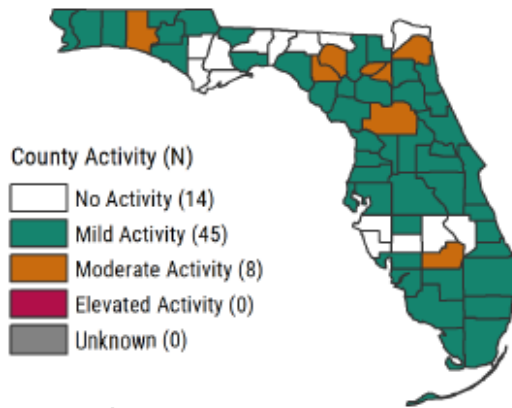 County Activity (N)
No Activity (14)
Mild Activity (45)
Moderate Activity (8)
Elevated Activity (0)
Unknown (0)